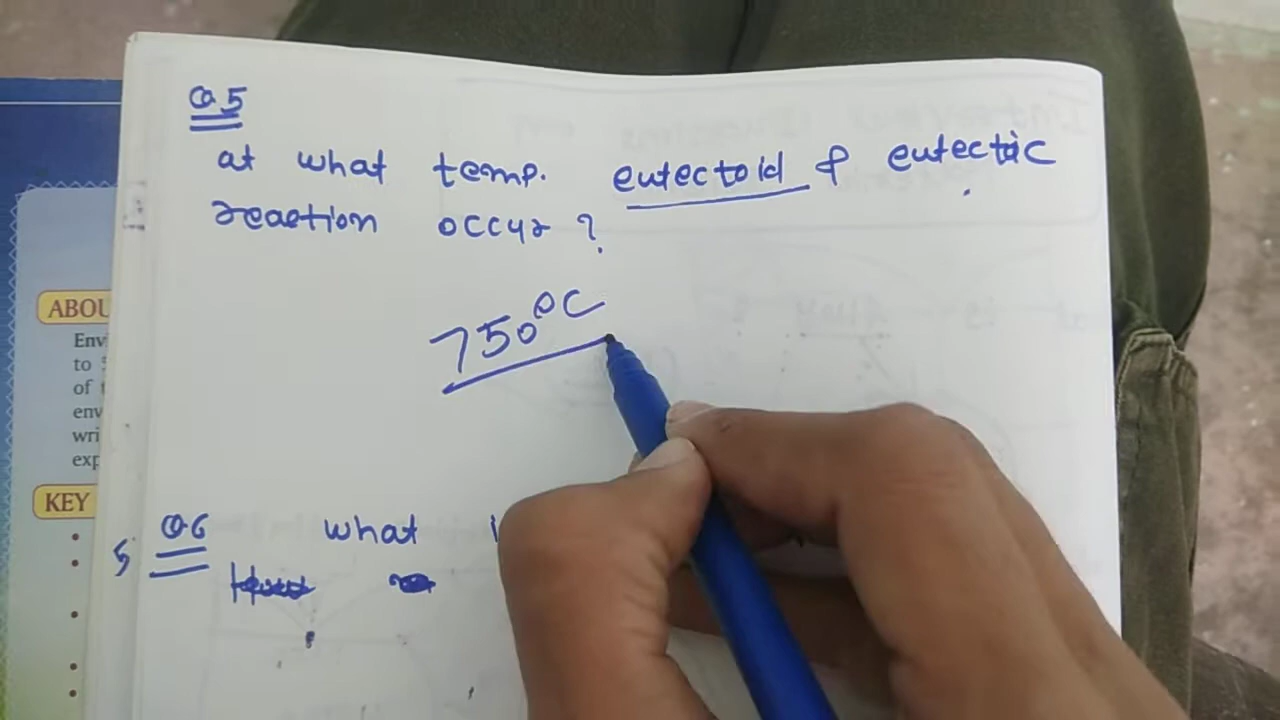 Q5
at what temp. eutectoid & eutectic
reaction occur ?
750°C
Q6 what
ABOU
Env
to
of
env
wri
exp
KEY